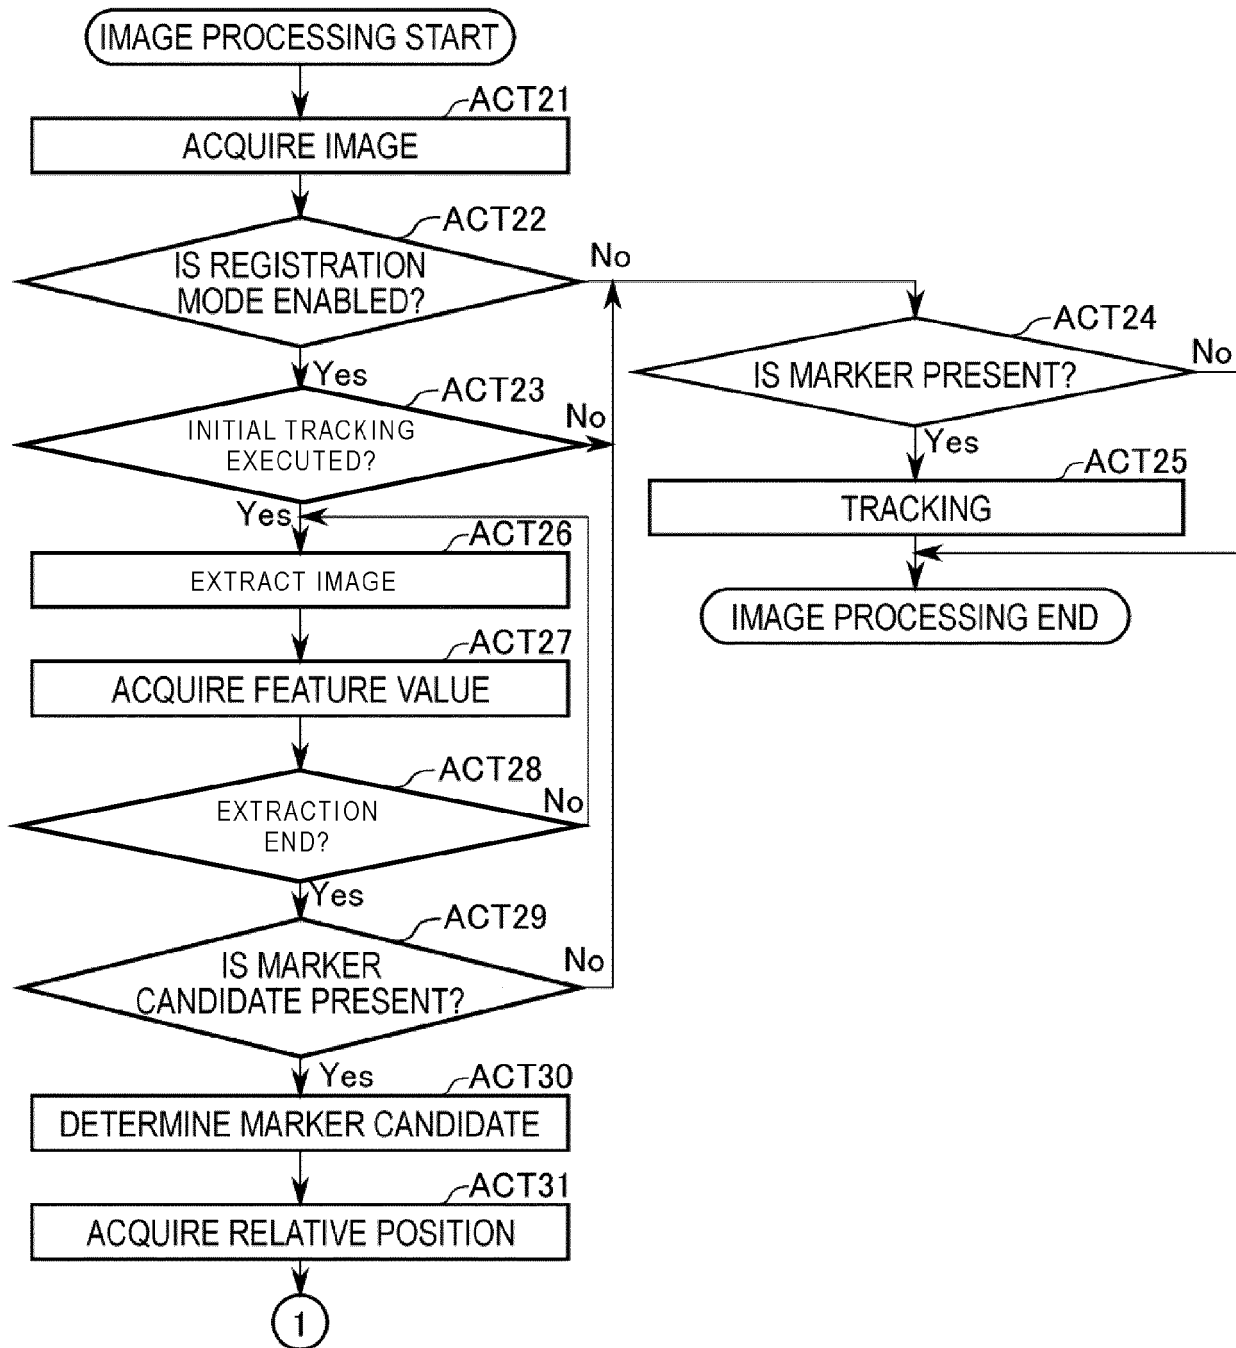 IMAGE PROCESSING START
ACT21
ACQUIRE IMAGE
ACT22
IS REGISTRATION
MODE ENABLED?
No
Yes
ACT23
INITIAL TRACKING
EXECUTED?
No
Yes
ACT24
IS MARKER PRESENT?
No
Yes
ACT25
TRACKING
IMAGE PROCESSING END
ACT26
EXTRACT IMAGE
ACT27
ACQUIRE FEATURE VALUE
ACT28
EXTRACTION
END?
No
Yes
ACT29
IS MARKER
CANDIDATE PRESENT?
No
Yes
ACT30
DETERMINE MARKER CANDIDATE
ACT31
ACQUIRE RELATIVE POSITION
1